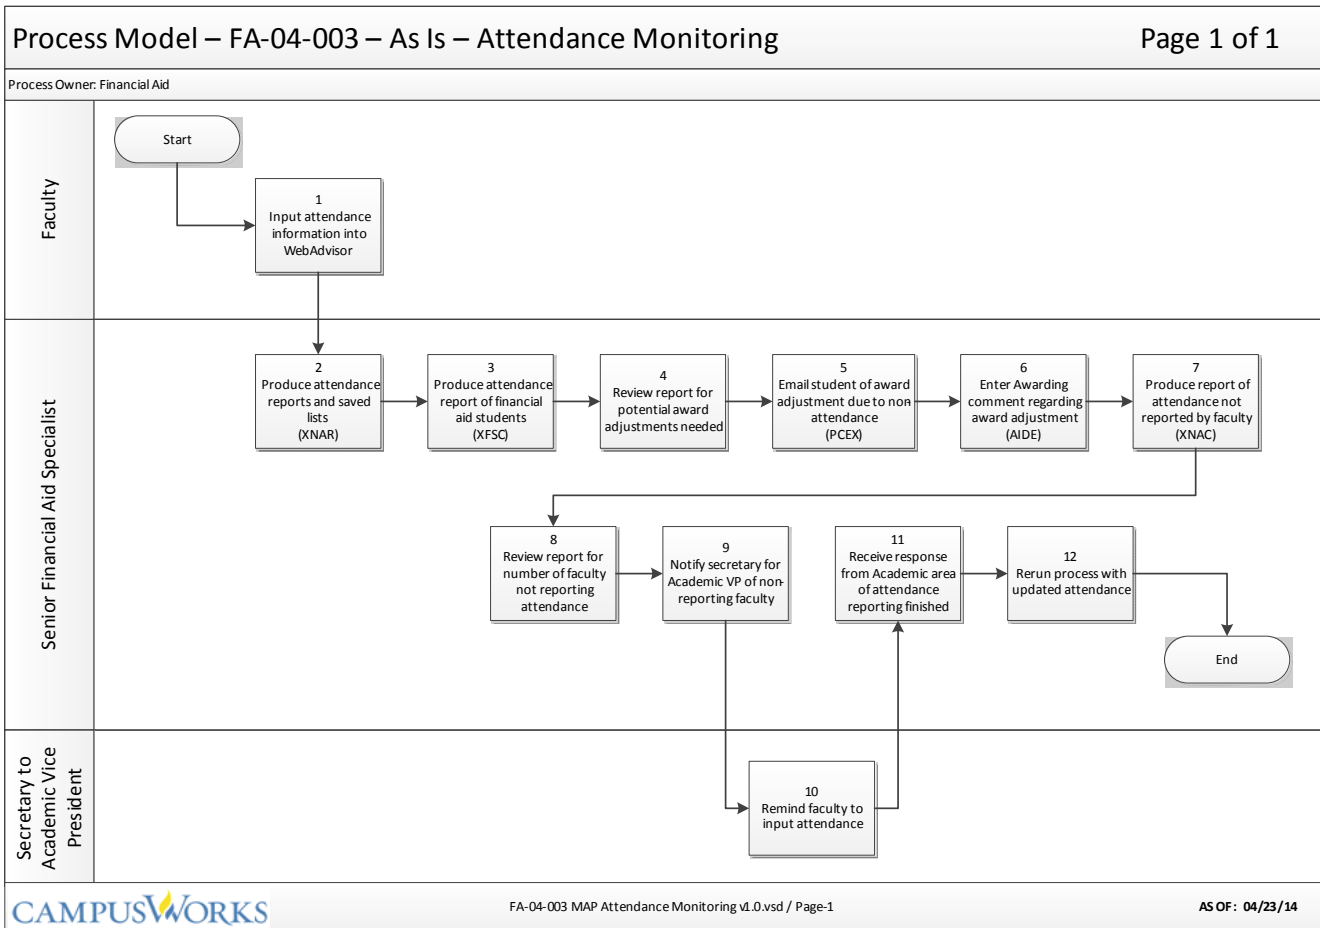 Process Model – FA-04-003 – As Is – Attendance Monitoring
Page 1 of 1
Process Owner: Financial Aid
Faculty
Start
1
Input attendance
information into
WebAdvisor
Senior Financial Aid Specialist
2
Produce attendance
reports and saved
lists
(XNAR)
3
Produce attendance
report of financial
aid students
(XFSC)
4
Review report for
potential award
adjustments needed
5
Email student of award
adjustment due to non-
attendance
(PCEX)
6
Enter Awarding
comment regarding
award adjustment
(AIDE)
7
Produce report of
attendance not
reported by faculty
(XNAC)
8
Review report for
number of faculty
not reporting
attendance
9
Notify secretary for
Academic VP of non-
reporting faculty
11
Receive response
from Academic area
of attendance
reporting finished
12
Rerun process with
updated attendance
End
Secretary to
Academic Vice
President
10
Remind faculty to
input attendance
CAMPUSWORKS
FA-04-003 MAP Attendance Monitoring v1.0.vsd / Page-1
AS OF: 04/23/14